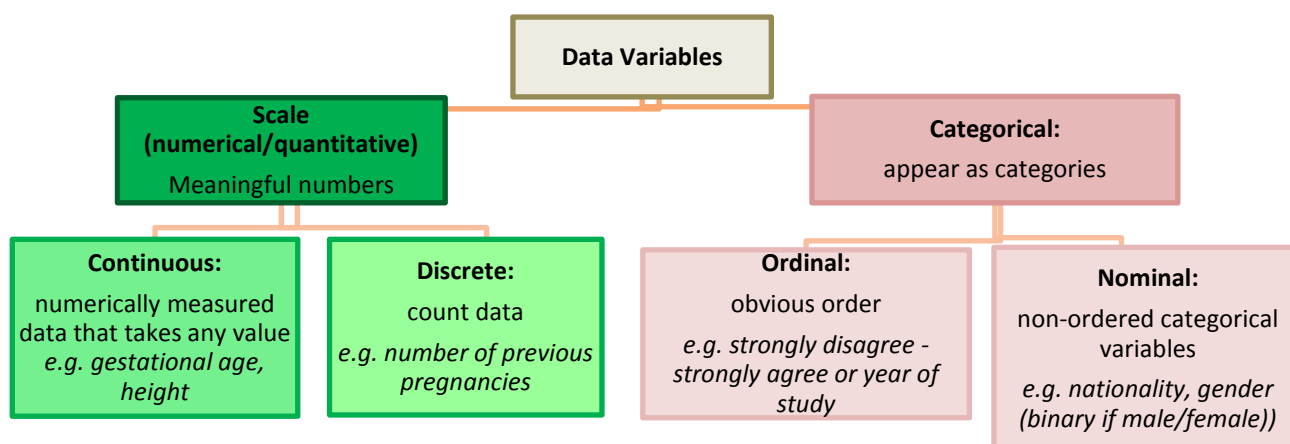 Data Variables
Scale
(numerical/quantitative)
Meaningful numbers
Categorical:
appear as categories
Continuous:
numerically measured
data that takes any value
e.g. gestational age,
height
Discrete:
count data
e.g. number of previous
pregnancies
Ordinal:
obvious order
e.g. strongly disagree -
strongly agree or year of
study
Nominal:
non-ordered categorical
variables
e.g. nationality, gender
(binary if male/female))